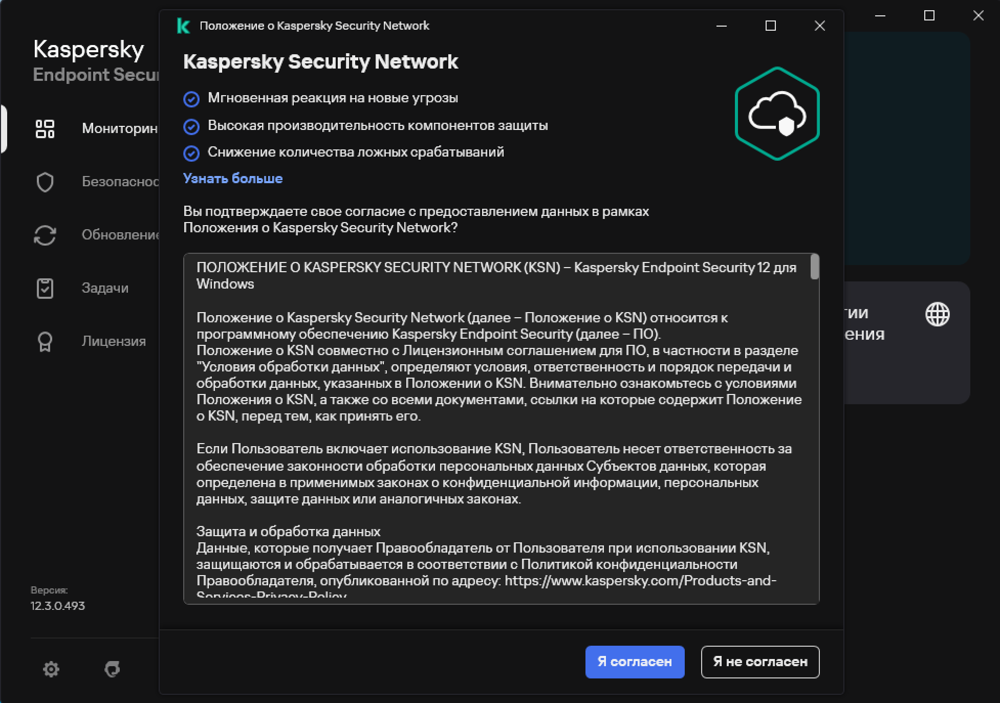 Положение о Kaspersky Security Network
Kaspersky
Endpoint Secur
Мониторин
Безопаснос
Обновление
Задачи
Лицензия
Версия:
12.3.0.493
Kaspersky Security Network
Мгновенная реакция на новые угрозы
Высокая производительность компонентов защиты
Снижение количества ложных срабатываний
Узнать больше
Вы подтверждаете свое согласие с предоставлением данных в рамках
Положения о Kaspersky Security Network?
ПОЛОЖЕНИЕ О KASPERSKY SECURITY NETWORK (KSN) – Kaspersky Endpoint Security 12 для
Windows
Положение о Kaspersky Security Network (далее – Положение о KSN) относится к
программному обеспечению Kaspersky Endpoint Security (далее – ПО).
Положение о KSN совместно с Лицензионным соглашением для ПО, в частности в разделе
"Условия обработки данных", определяют условия, ответственность и порядок передачи и
обработки данных, указанных в Положении о KSN. Внимательно ознакомьтесь с условиями
Положения о KSN, а также со всеми документами, ссылки на которые содержит Положение
о KSN, перед тем, как принять его.
Если Пользователь включает использование KSN, Пользователь несет ответственность за
обеспечение законности обработки персональных данных Субъектов данных, которая
определена в применимых законах о конфиденциальной информации, персональных
данных, защите данных или аналогичных законах.
Защита и обработка данных
Данные, которые получает Правообладатель от Пользователя при использовании KSN,
защищаются и обрабатывается в соответствии с Политикой конфиденциальности
Правообладателя, опубликованной по адресу: https://www.kaspersky.com/Products-and-
Services-Privacy-Policy
Я согласен
Я не согласен
гии
ения